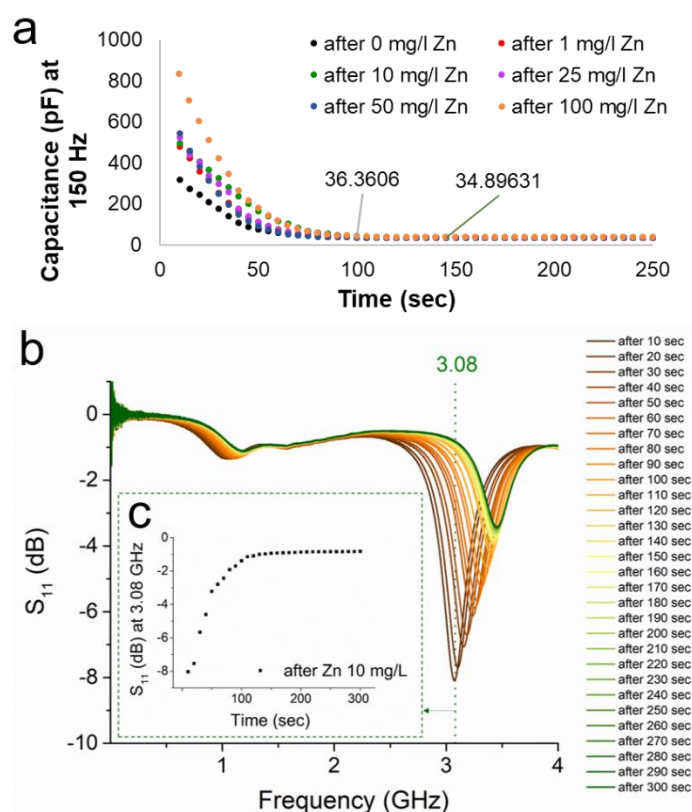 a
Capacitance (pF) at
150 Hz
1000
800
600
400
200
0
after 0 mg/l Zn
after 1 mg/l Zn
after 10 mg/l Zn
after 25 mg/l Zn
after 50 mg/l Zn
after 100 mg/l Zn
36.3606
34.89631
0
50
100
150
200
250
Time (sec)
b
3.08
S11 (dB)
0
-2
-4
-6
-8
-10
0
1
2
3
4
Frequency (GHz)
c
S11 (dB) at 3.08 GHz
0
-2
-4
-6
-8
after Zn 10 mg/L
0
100
200
300
Time (sec)
after 10 sec
after 20 sec
after 30 sec
after 40 sec
after 50 sec
after 60 sec
after 70 sec
after 80 sec
after 90 sec
after 100 sec
after 110 sec
after 120 sec
after 130 sec
after 140 sec
after 150 sec
after 160 sec
after 170 sec
after 180 sec
after 190 sec
after 200 sec
after 210 sec
after 220 sec
after 230 sec
after 240 sec
after 250 sec
after 260 sec
after 270 sec
after 280 sec
after 290 sec
after 300 sec